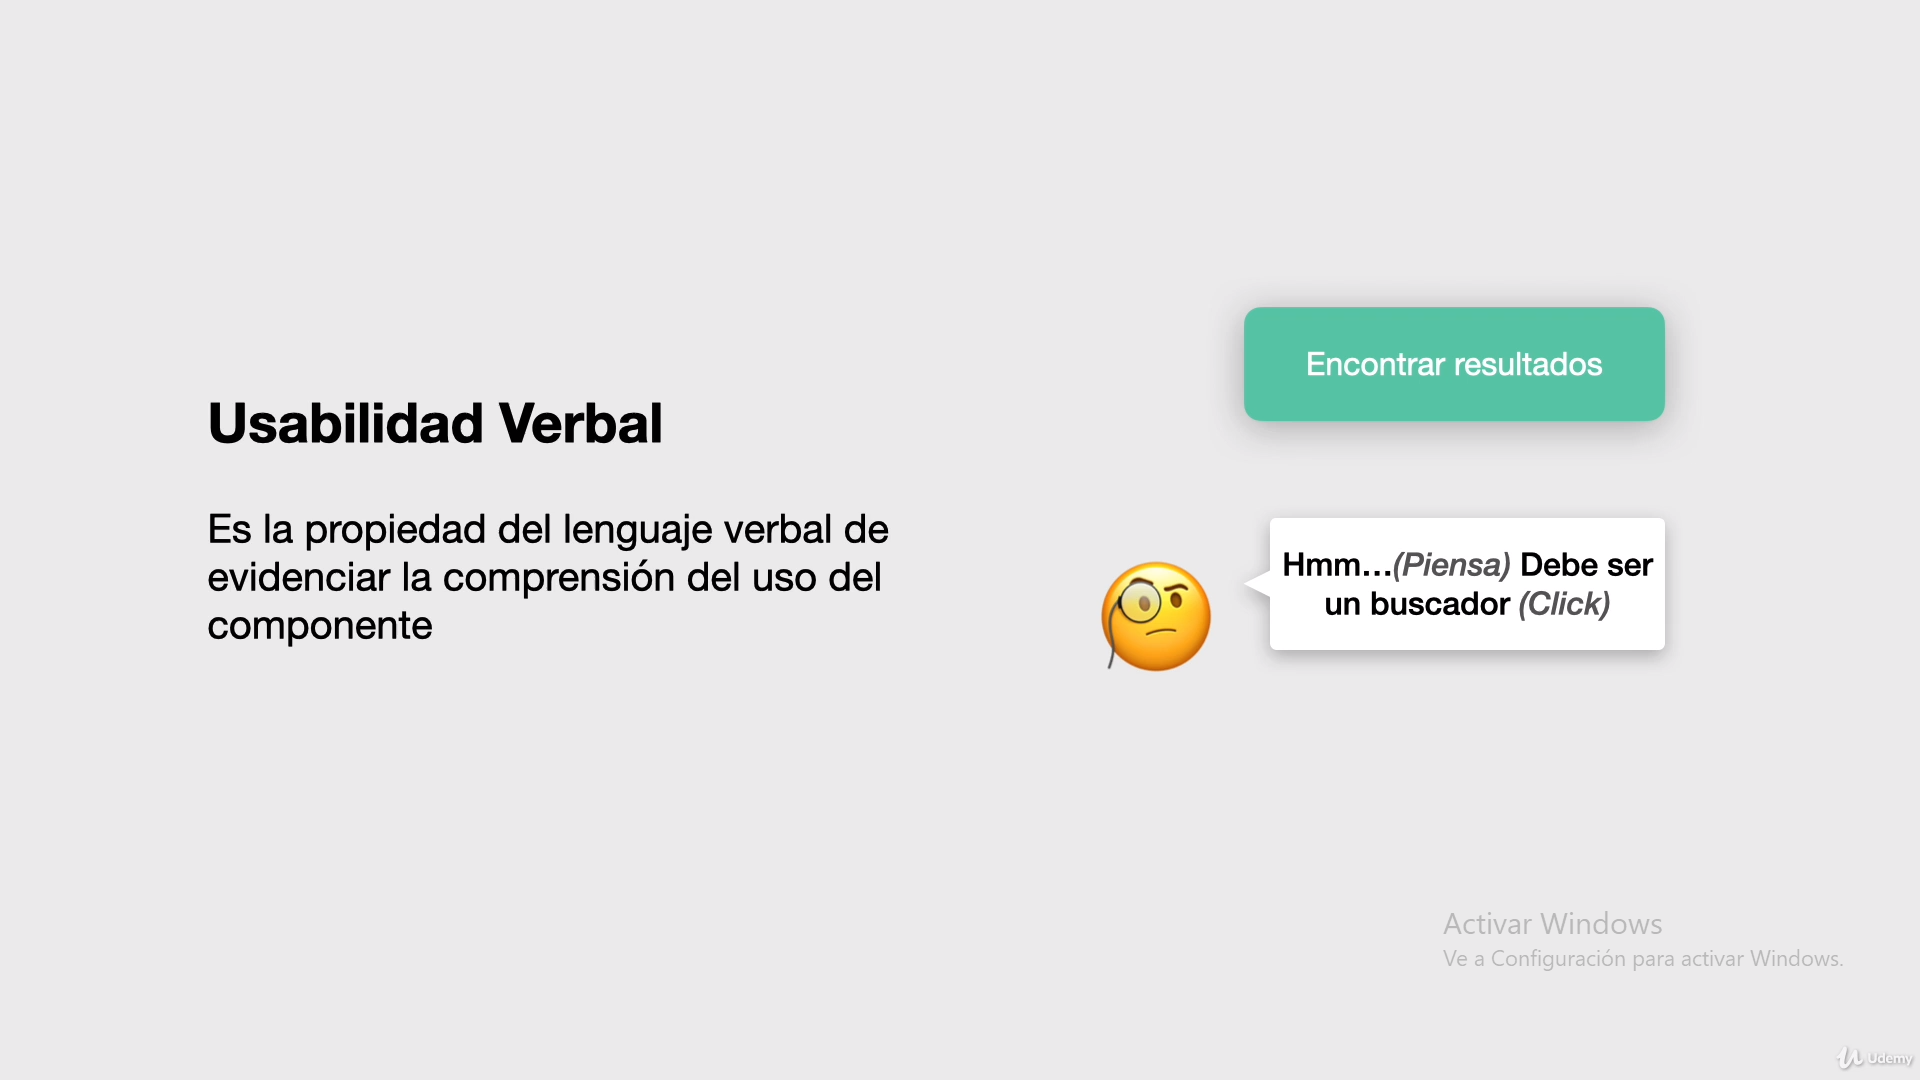 Usabilidad Verbal
Es la propiedad del lenguaje verbal de
evidenciar la comprensión del uso del
componente
Encontrar resultados
Hmm...(Piensa) Debe ser
un buscador (Click)
Activar Windows
Ve a Configuración para activar Windows.
Udemy